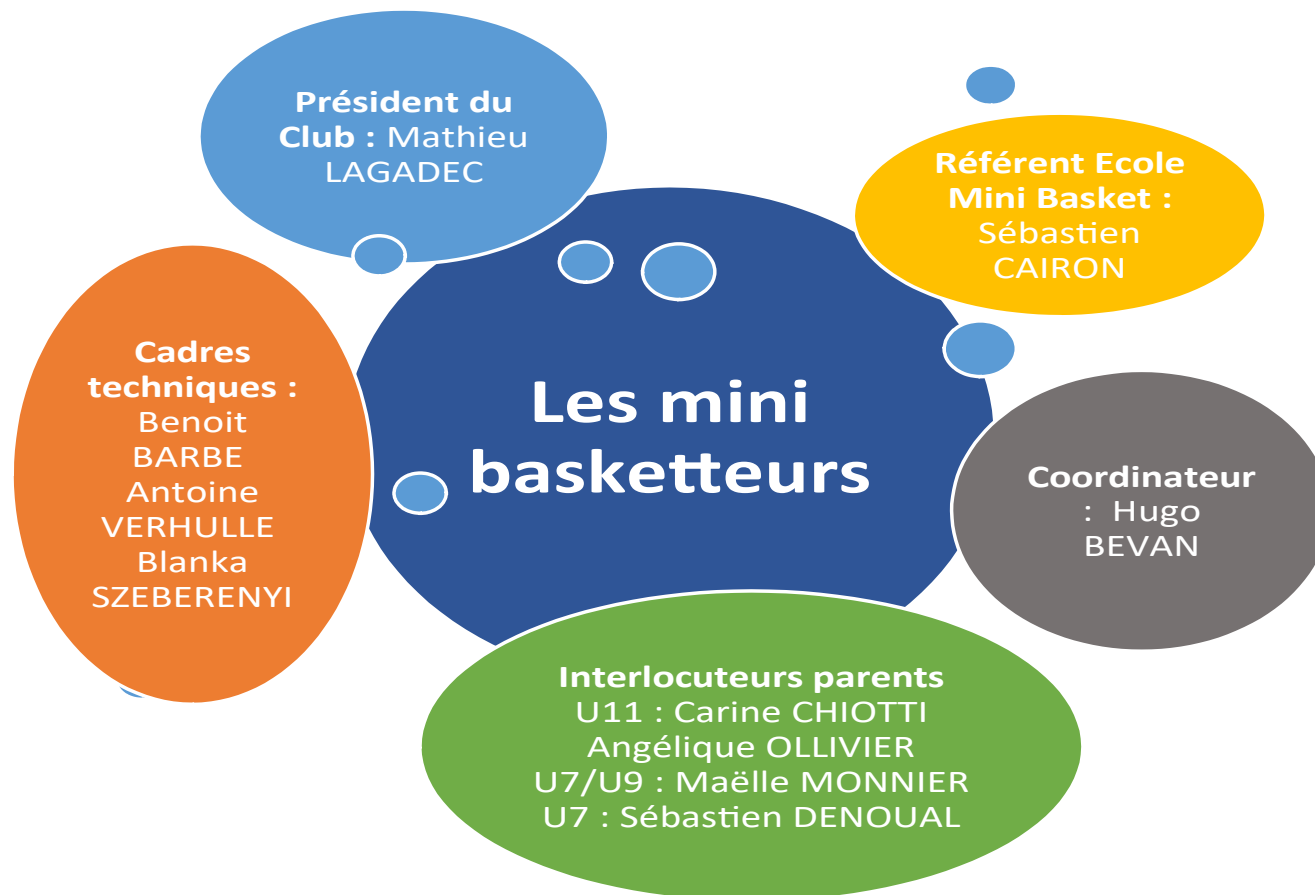 Président du
Club : Mathieu
LAGADEC
Référent Ecole
Mini Basket :
Sébastien
CAIRON
Cadres
techniques :
Benoit
BARBE
Antoine
VERHULLE
Blanka
SZEBERENYI
Les mini
basketteurs
Coordinateur
: Hugo
BEVAN
Interlocuteurs parents
U11 : Carine CHIOTTI
Angélique OLLIVIER
U7/U9 : Maëlle MONNIER
U7 : Sébastien DENOUAL